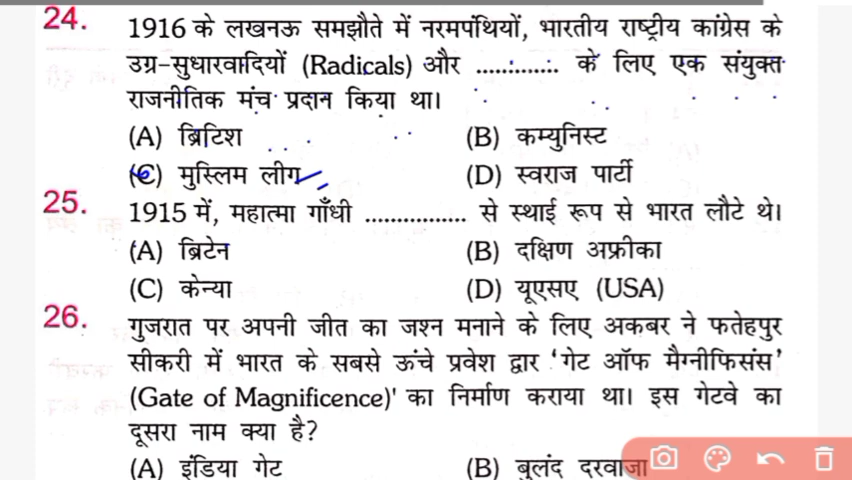 24. 1916 के लखनऊ समझौते में नरमपंथियों, भारतीय राष्ट्रीय कांग्रेस के
उग्र-सुधारवादियों (Radicals) और .............. के लिए एक संयुक्त
राजनीतिक मंच प्रदान किया था।
(A) ब्रिटिश (B) कम्युनिस्ट
(C) मुस्लिम लीग (D) स्वराज पार्टी
25. 1915 में, महात्मा गाँधी ................. से स्थाई रूप से भारत लौटे थे।
(A) ब्रिटेन (B) दक्षिण अफ्रीका
(C) केन्या (D) यूएसए (USA)
26. गुजरात पर अपनी जीत का जश्न मनाने के लिए अकबर ने फतेहपुर
सीकरी में भारत के सबसे ऊंचे प्रवेश द्वार ‘गेट ऑफ मैग्नीफिसंस’
(Gate of Magnificence)' का निर्माण कराया था। इस गेटवे का
दूसरा नाम क्या है?
(A) इंडिया गेट (B) बुलंद दरवाजा